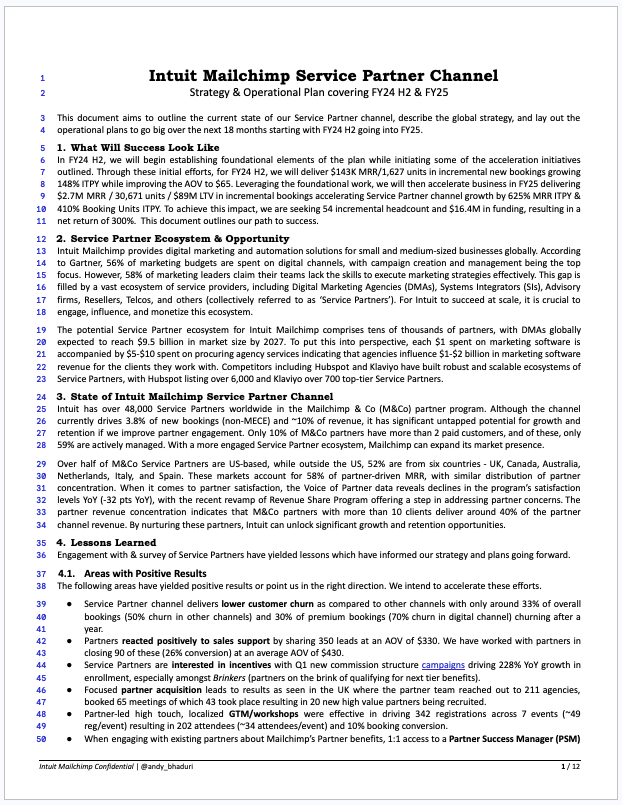 1 Intuit Mailchimp Service Partner Channel
2 Strategy & Operational Plan covering FY24 H2 & FY25
3 This document aims to outline the current state of our Service Partner channel, describe the global strategy, and lay out the
4 operational plans to go big over the next 18 months starting with FY24 H2 going into FY25.
5 1. What Will Success Look Like
6 In FY24 H2, we will begin establishing foundational elements of the plan while initiating some of the acceleration initiatives
7 outlined. Through these initial efforts, for FY24 H2, we will deliver $143K MRR/1,627 units in incremental new bookings growing
8 148% ITPY while improving the AOV to $65. Leveraging the foundational work, we will then accelerate business in FY25 delivering
9 $2.7M MRR / 30,671 units / $89M LTV in incremental bookings accelerating Service Partner channel growth by 625% MRR ITPY &
10 410% Booking Units ITPY. To achieve this impact, we are seeking 54 incremental headcount and $16.4M in funding, resulting in a
11 net return of 300%. This document outlines our path to success.
12 2. Service Partner Ecosystem & Opportunity
13 Intuit Mailchimp provides digital marketing and automation solutions for small and medium-sized businesses globally. According
14 to Gartner, 56% of marketing budgets are spent on digital channels, with campaign creation and management being the top
15 focus. However, 58% of marketing leaders claim their teams lack the skills to execute marketing strategies effectively. This gap is
16 filled by a vast ecosystem of service providers, including Digital Marketing Agencies (DMAs), Systems Integrators (SIs), Advisory
17 firms, Resellers, Telcos, and others (collectively referred to as ‘Service Partners’). For Intuit to succeed at scale, it is crucial to
18 engage, influence, and monetize this ecosystem.
19 The potential Service Partner ecosystem for Intuit Mailchimp comprises tens of thousands of partners, with DMAs globally
20 expected to reach $9.5 billion in market size by 2027. To put this into perspective, each $1 spent on marketing software is
21 accompanied by $5-$10 spent on procuring agency services indicating that agencies influence $1-$2 billion in marketing software
22 revenue for the clients they work with. Competitors including Hubspot and Klaviyo have built robust and scalable ecosystems of
23 Service Partners, with Hubspot listing over 6,000 and Klaviyo over 700 top-tier Service Partners.
24 3. State of Intuit Mailchimp Service Partner Channel
25 Intuit has over 48,000 Service Partners worldwide in the Mailchimp & Co (M&Co) partner program. Although the channel
26 currently drives 3.8% of new bookings (non-MECE) and ~10% of revenue, it has significant untapped potential for growth and
27 retention if we improve partner engagement. Only 10% of M&Co partners have more than 2 paid customers, and of these, only
28 59% are actively managed. With a more engaged Service Partner ecosystem, Mailchimp can expand its market presence.
29 Over half of M&Co Service Partners are US-based, while outside the US, 52% are from six countries - UK, Canada, Australia,
30 Netherlands, Italy, and Spain. These markets account for 58% of partner-driven MRR, with similar distribution of partner
31 concentration. When it comes to partner satisfaction, the Voice of Partner data reveals declines in the program’s satisfaction
32 levels YoY (-32 pts YoY), with the recent revamp of Revenue Share Program offering a step in addressing partner concerns. The
33 partner revenue concentration indicates that M&Co partners with more than 10 clients deliver around 40% of the partner
34 channel revenue. By nurturing these partners, Intuit can unlock significant growth and retention opportunities.
35 4. Lessons Learned
36 Engagement with & survey of Service Partners have yielded lessons which have informed our strategy and plans going forward.
37 4.1. Areas with Positive Results
38 The following areas have yielded positive results or point us in the right direction. We intend to accelerate these efforts.
39 ● Service Partner channel delivers lower customer churn as compared to other channels with only around 33% of overall
40 bookings (50% churn in other channels) and 30% of premium bookings (70% churn in digital channel) churning after a
41 year.
42 ● Partners reacted positively to sales support by sharing 350 leads at an AOV of $330. We have worked with partners in
43 closing 90 of these (26% conversion) at an average AOV of $430.
44 ● Service Partners are interested in incentives with Q1 new commission structure campaigns driving 228% YoY growth in
45 enrollment, especially amongst Brinkers (partners on the brink of qualifying for next tier benefits).
46 ● Focused partner acquisition leads to results as seen in the UK where the partner team reached out to 211 agencies,
47 booked 65 meetings of which 43 took place resulting in 20 new high value partners being recruited.
48 ● Partner-led high touch, localized GTM/workshops were effective in driving 342 registrations across 7 events (~49
49 reg/event) resulting in 202 attendees (~34 attendees/event) and 10% booking conversion.
50 ● When engaging with existing partners about Mailchimp’s Partner benefits, 1:1 access to a Partner Success Manager (PSM)
Intuit Mailchimp Confidential | @andy_bhaduri 1 / 12